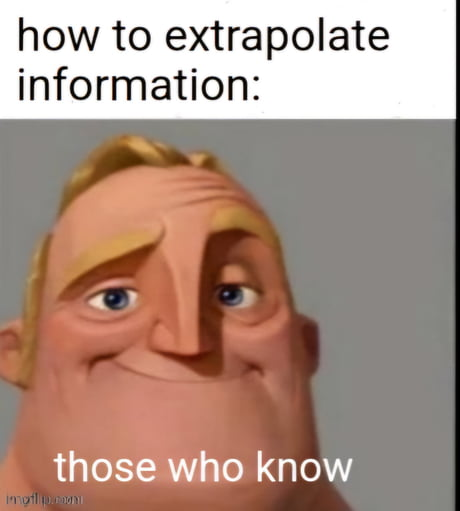 how to extrapolate
information:
those who know
imgflip.com